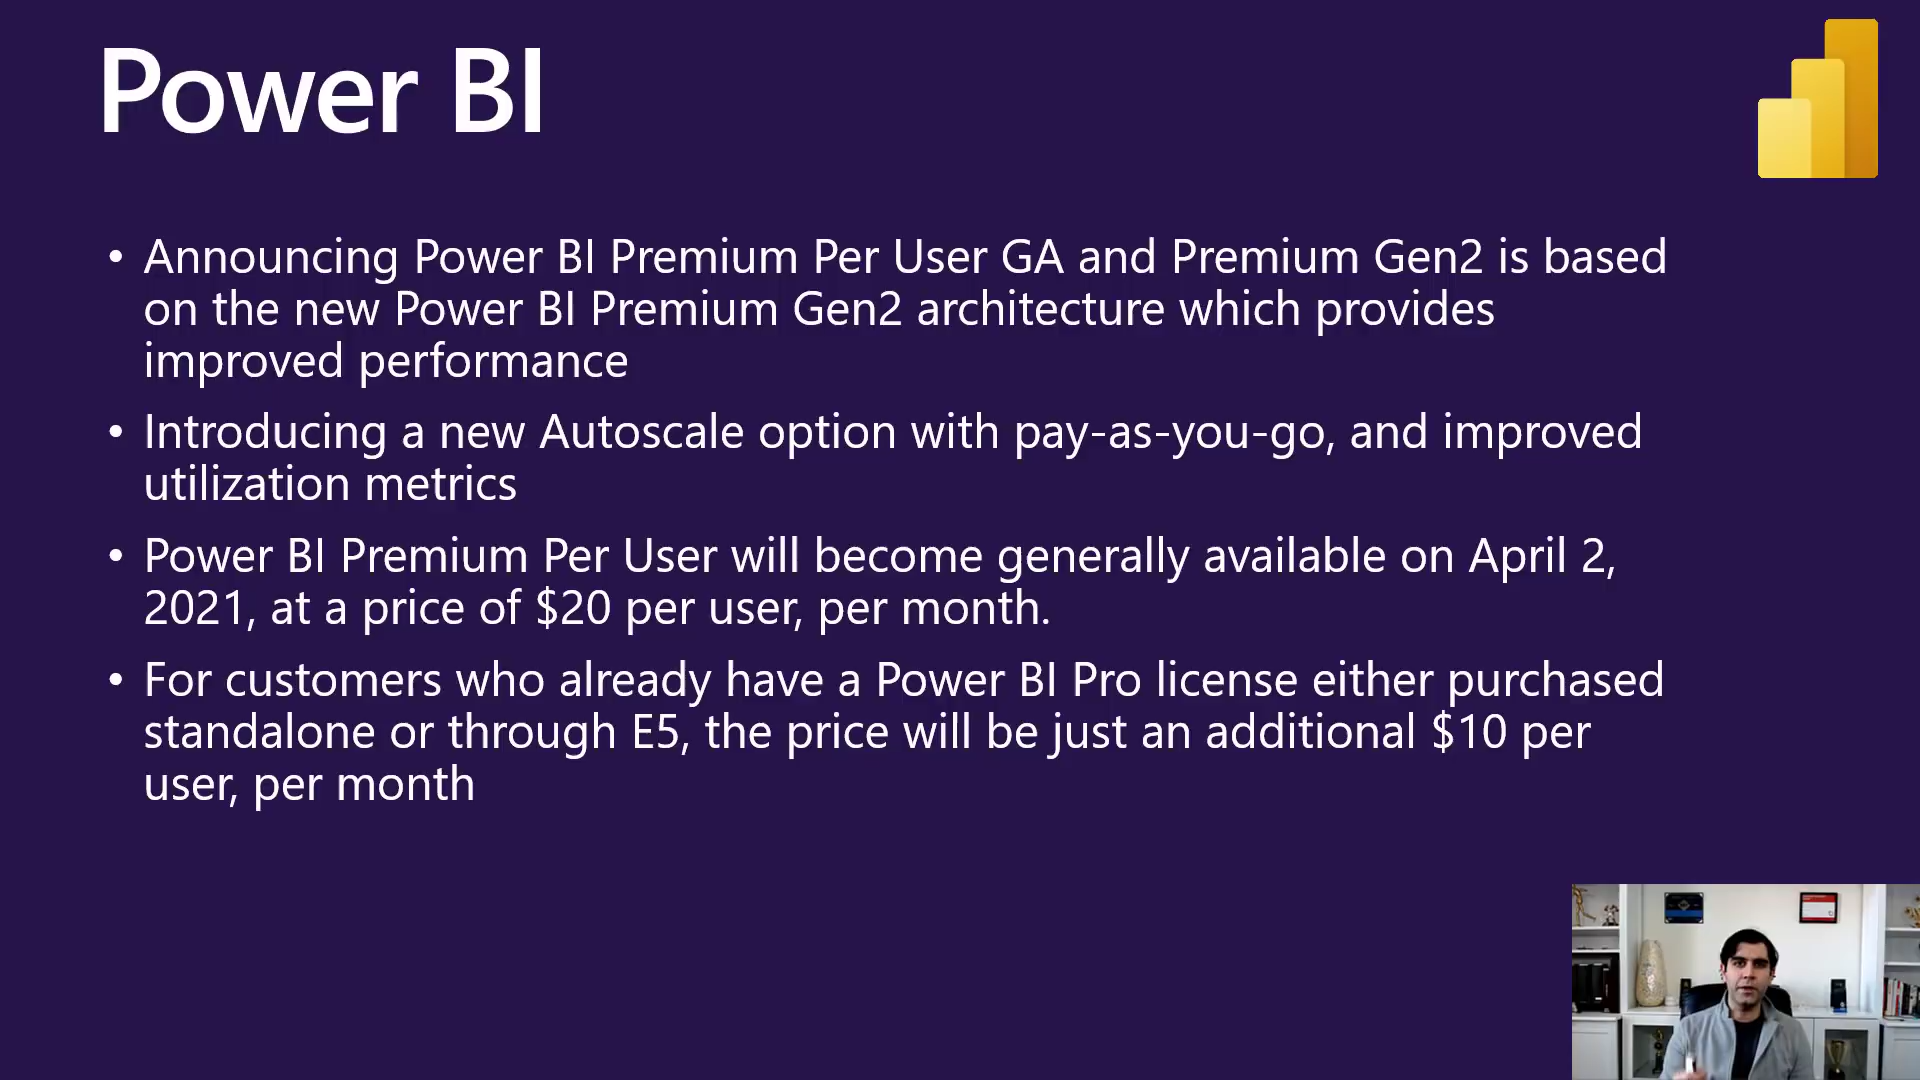 Power BI
• Announcing Power BI Premium Per User GA and Premium Gen2 is based
on the new Power BI Premium Gen2 architecture which provides
improved performance
• Introducing a new Autoscale option with pay-as-you-go, and improved
utilization metrics
• Power BI Premium Per User will become generally available on April 2,
2021, at a price of $20 per user, per month.
• For customers who already have a Power BI Pro license either purchased
standalone or through E5, the price will be just an additional $10 per
user, per month